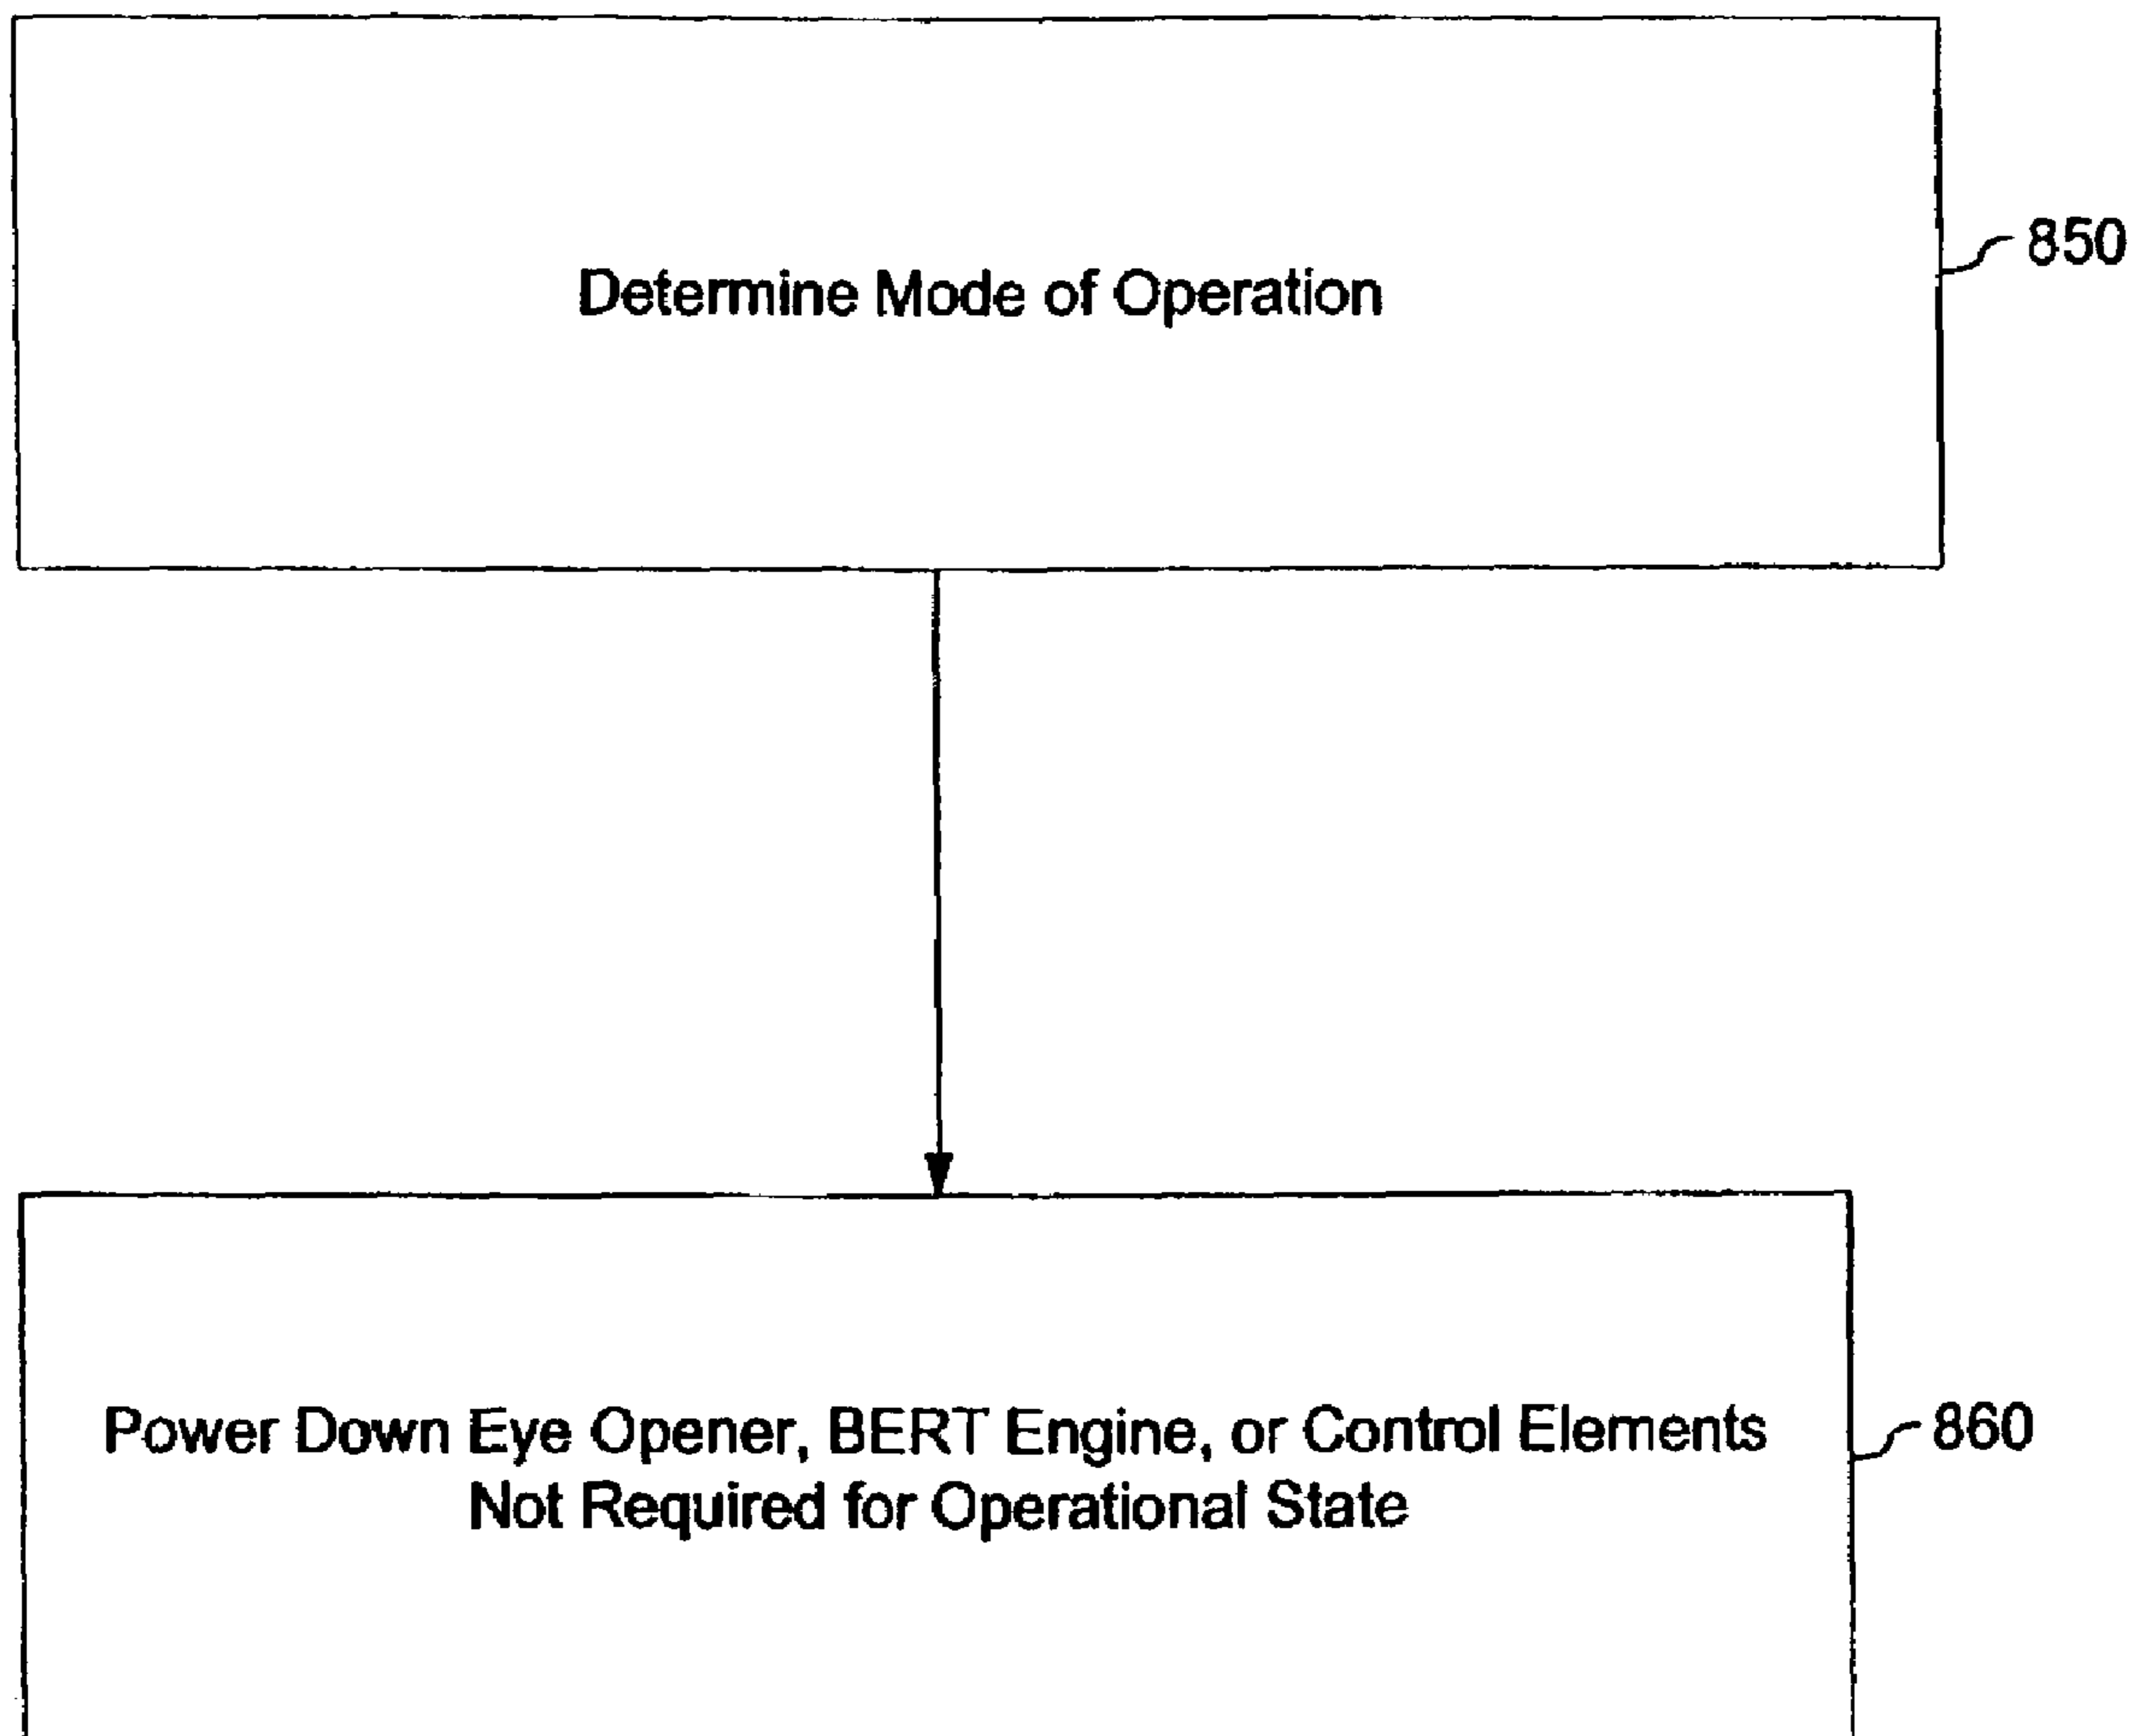 Determine Mode of Operation
850
Power Down Eye Opener, BERT Engine, or Control Elements
Not Required for Operational State
860